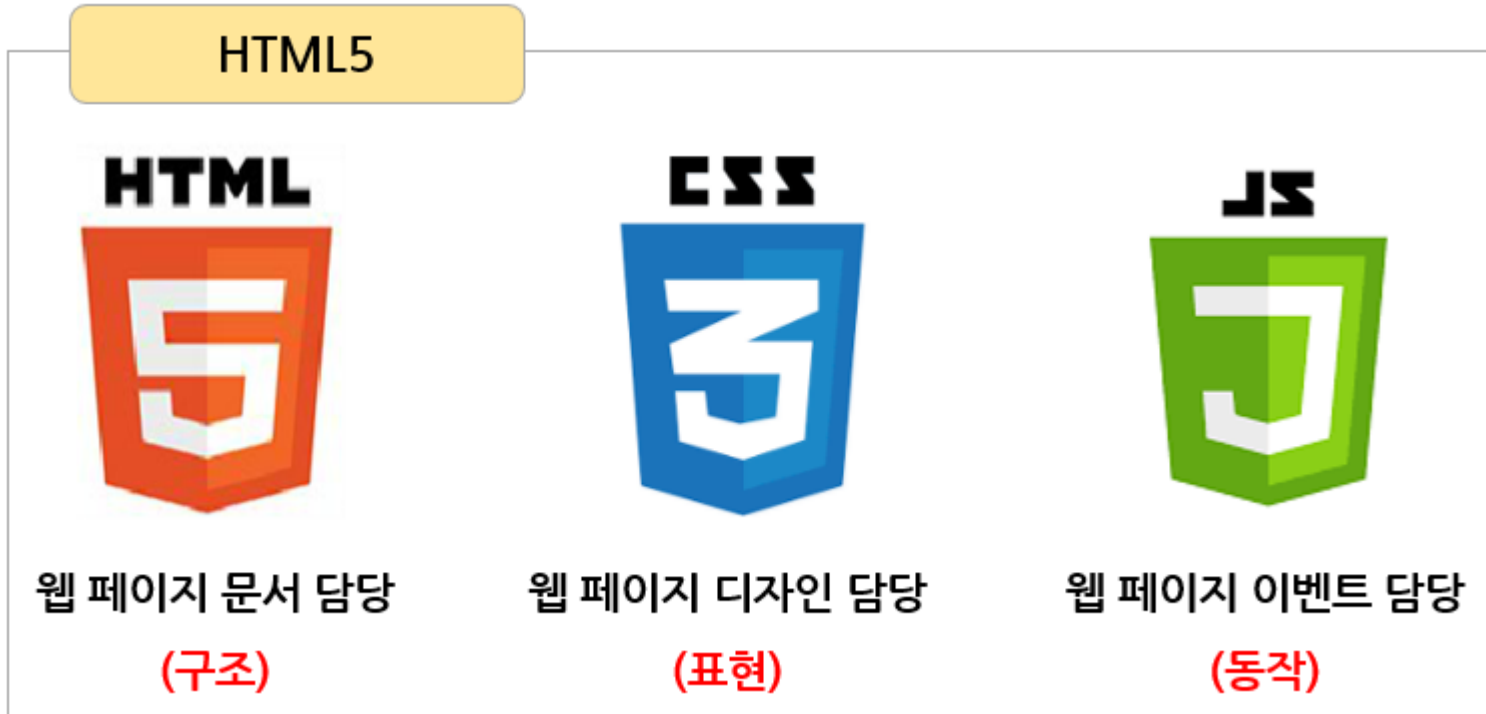 HTML5
HTML CSS JS
5 3 J
웹 페이지 문서 담당 웹 페이지 디자인 담당 웹 페이지 이벤트 담당
(구조) (표현) (동작)